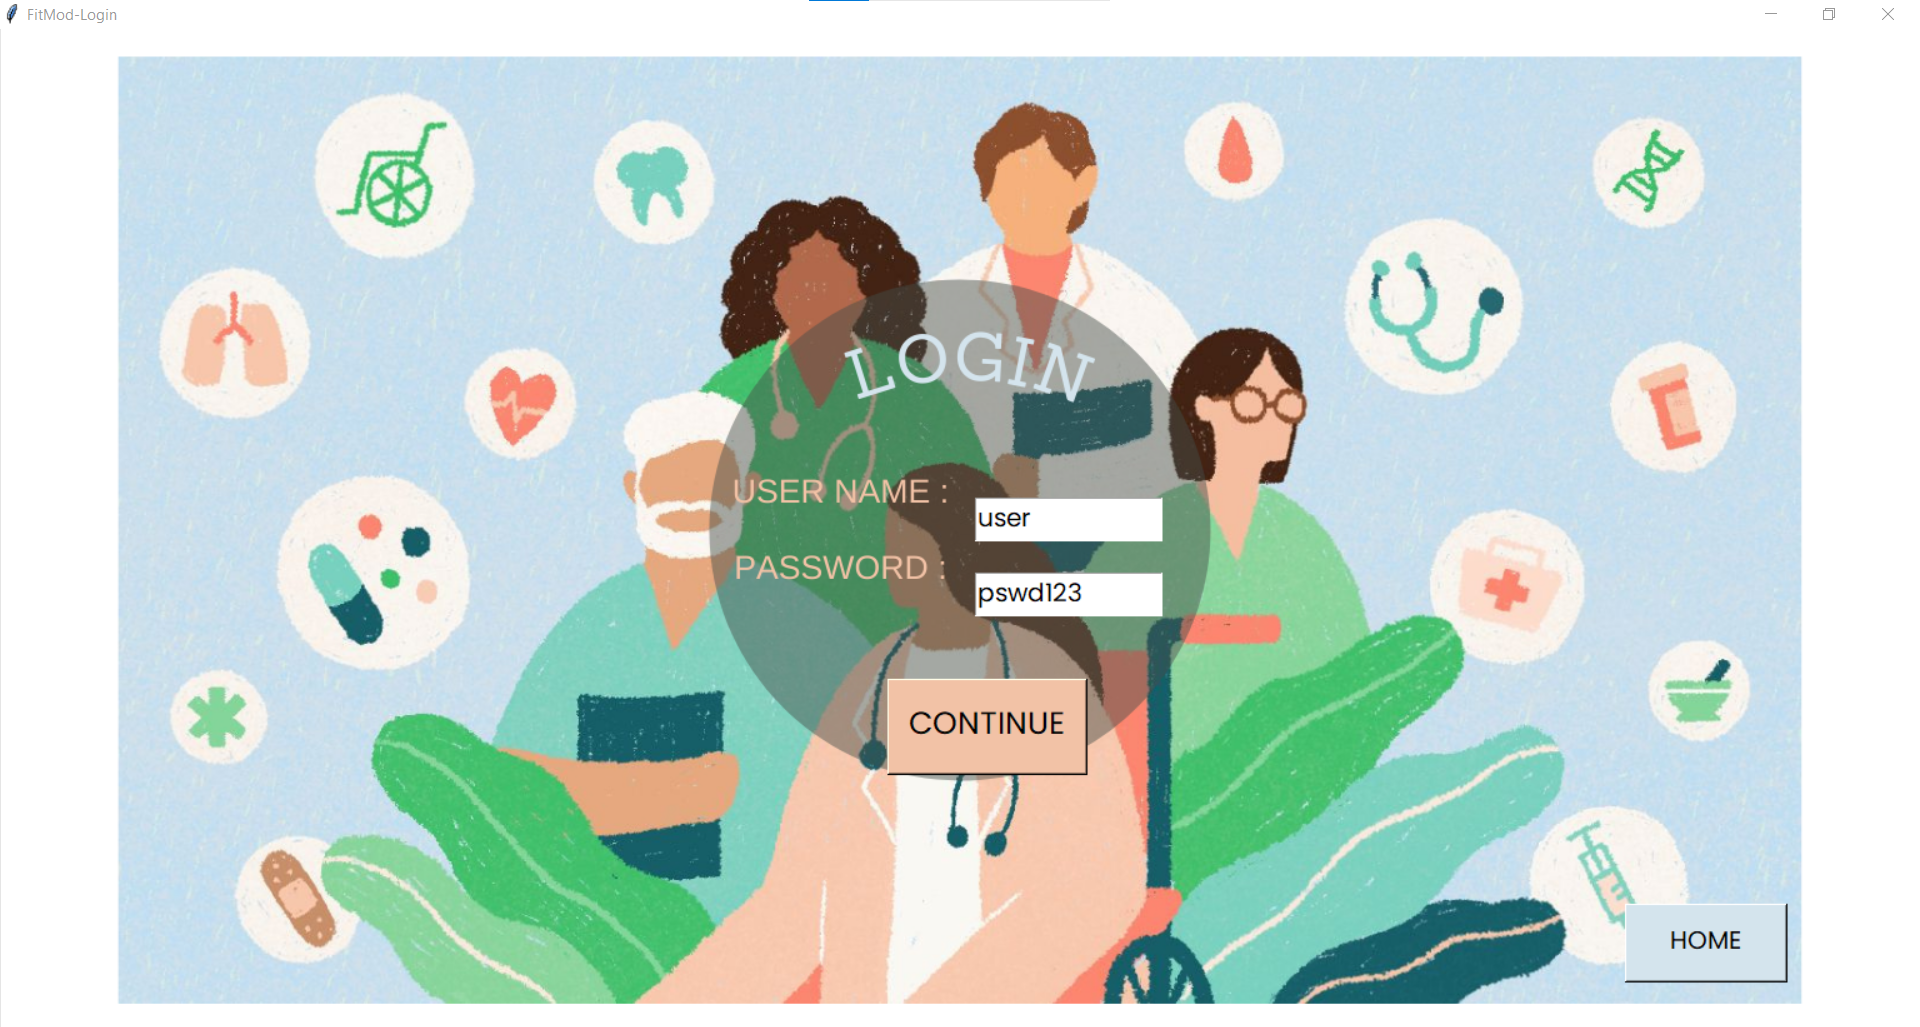 FitMod-Login
LOGIN
USER NAME :
user
PASSWORD :
pswd123
CONTINUE
HOME